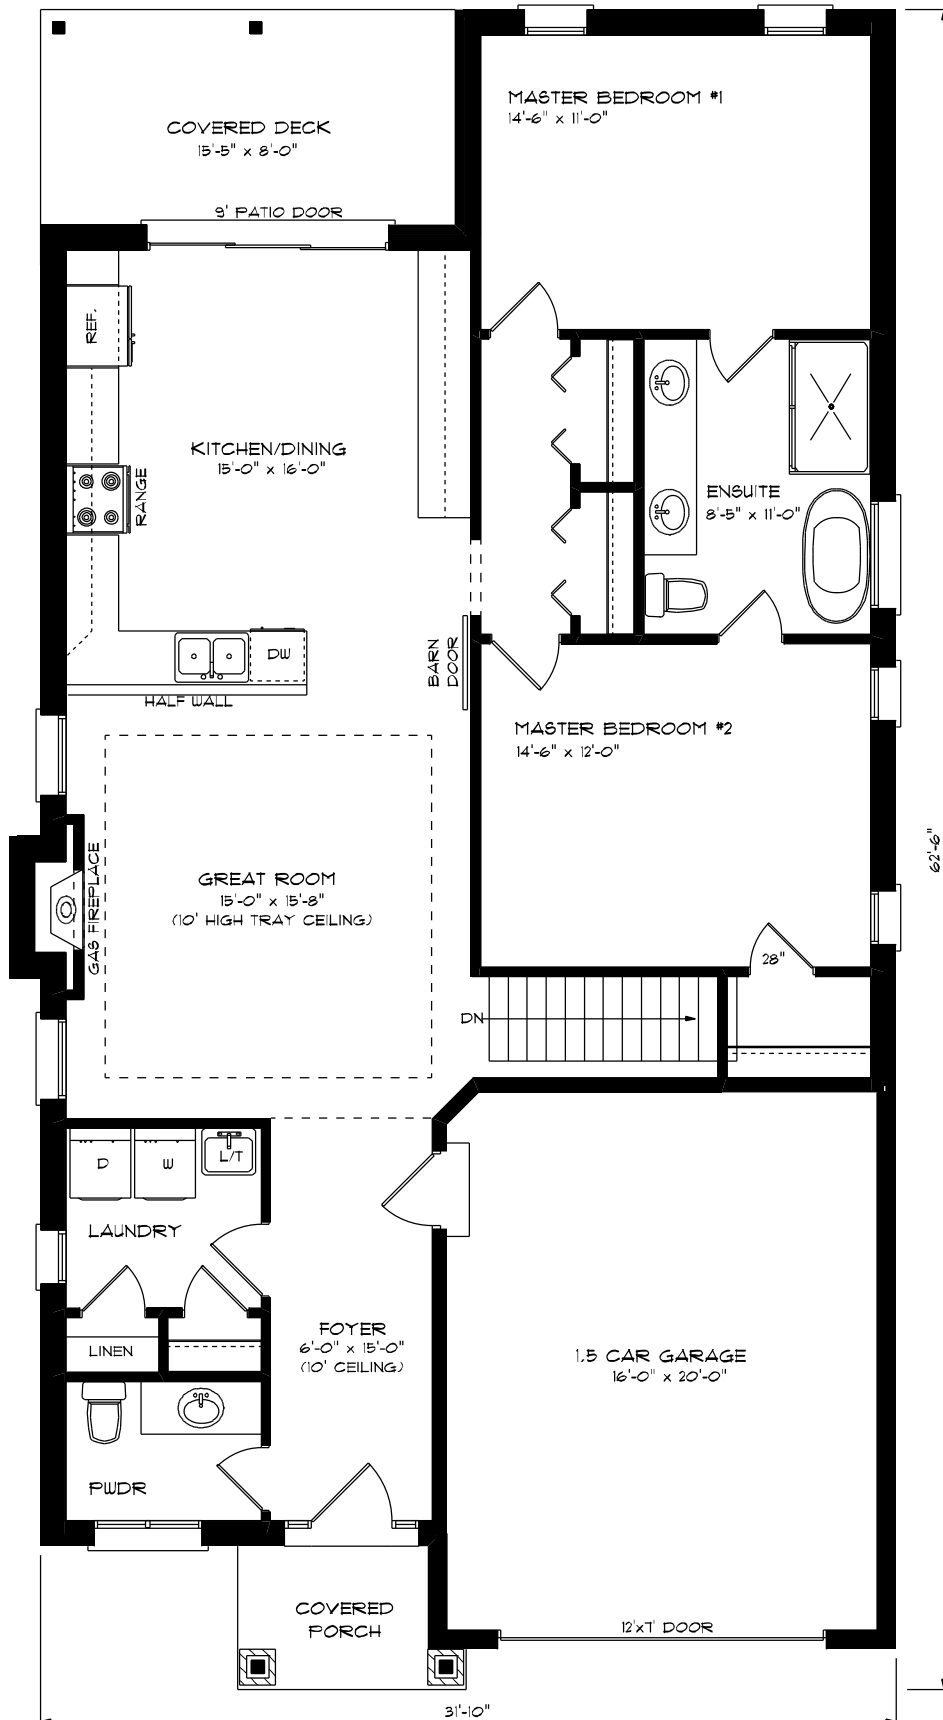 MASTER BEDROOM #1
14'-6" x 11'-0"
COVERED DECK
15'-5" x 8'-0"
9' PATIO DOOR
REF.
KITCHEN/DINING
15'-0" x 16'-0"
RANGE
ENSUITE
8'-5" x 11'-0"
DW
BARN
DOOR
HALF WALL
MASTER BEDROOM #2
14'-6" x 12'-0"
62'-6"
GREAT ROOM
15'-0" x 15'-8"
(10' HIGH TRAY CEILING)
GAS FIREPLACE
28"
DN
D
W
L/T
LAUNDRY
FOYER
6'-0" x 15'-0"
(10' CEILING)
LINEN
1.5 CAR GARAGE
16'-0" x 20'-0"
PWDR
COVERED
PORCH
12'x7' DOOR
31'-10"